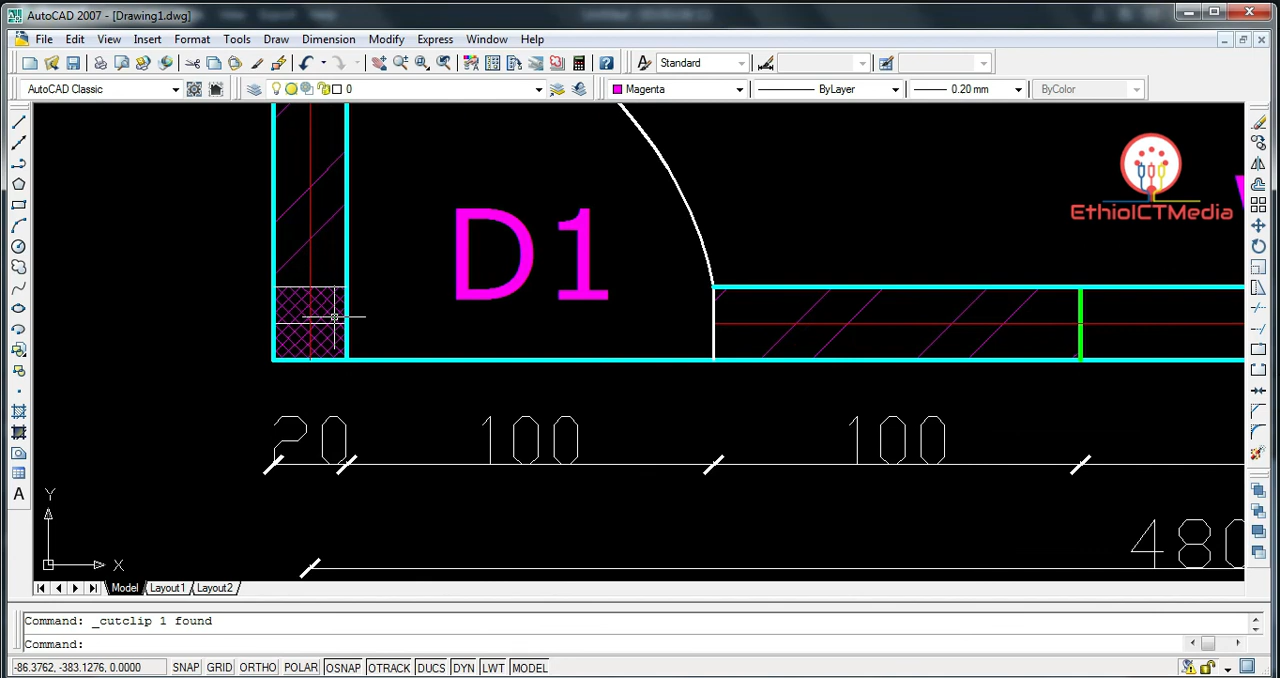 AutoCAD 2007 - [Drawing1.dwg]
File Edit View Insert Format Tools Draw Dimension Modify Express Window Help
Standard
AutoCAD Classic 0 Magenta ByLayer 0.20 mm ByColor
EthioICTMedia
D1
20 100 100
480
Y
X
Model Layout1 Layout2
Command: _cutclip 1 found
Command:
A
-86.3762, -383.1276, 0.0000 SNAP GRID ORTHO POLAR OSNAP OTRACK DUCS DYN LWT MODEL